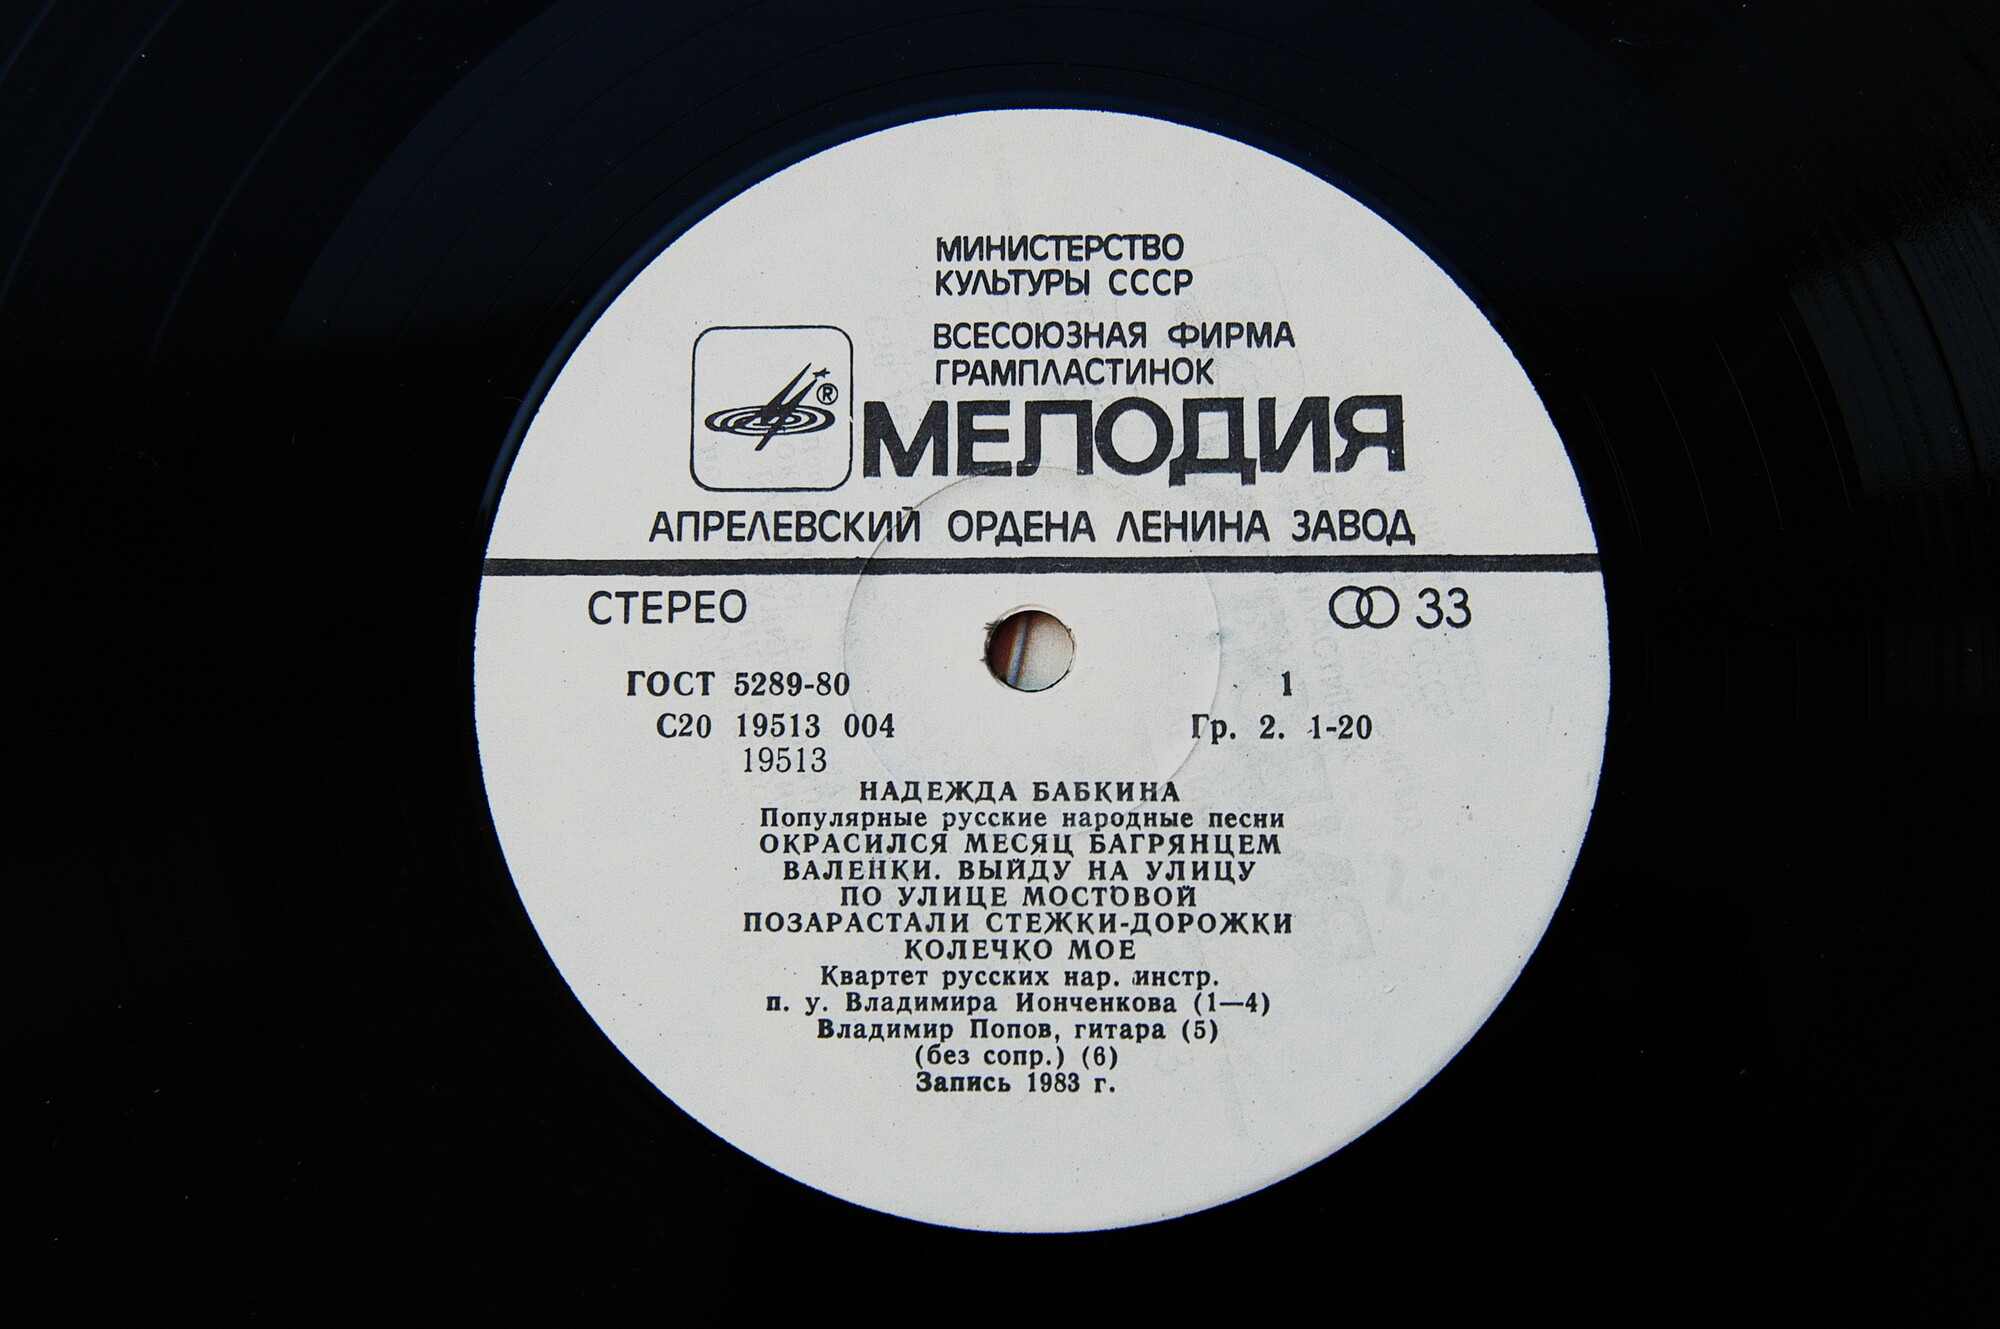 МИНИСТЕРСТВО
КУЛЬТУРЫ СССР
ВСЕСОЮЗНАЯ ФИРМА
ГРАМПЛАСТИНОК
®
МЕЛОДИЯ
АПРЕЛЕВСКИЙ ОРДЕНА ЛЕНИНА ЗАВОД
СТЕРЕО 33
ГОСТ 5289-80 1
С20 19513 004 Гр. 2. 1-20
19513
НАДЕЖДА БАБКИНА
Популярные русские народные песни
ОКРАСИЛСЯ МЕСЯЦ БАГРЯНЦЕМ
ВАЛЕНКИ. ВЫЙДУ НА УЛИЦУ
ПО УЛИЦЕ МОСТОВОЙ
ПОЗАРАСТАЛИ СТЕЖКИ-ДОРОЖКИ
КОЛЕЧКО МОЕ
Квартет русских нар. инстр.
п. у. Владимира Ионченкова (1—4)
Владимир Попов, гитара (5)
(без сопр.) (6)
Запись 1983 г.